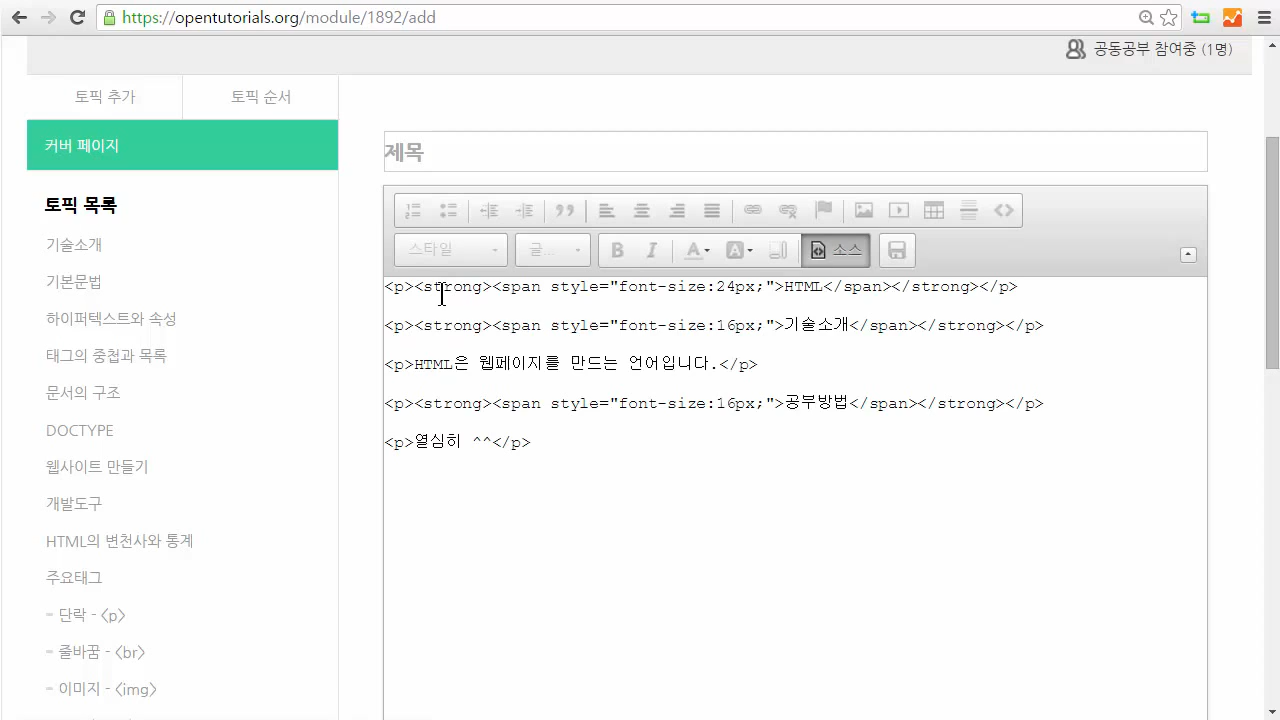 https://opentutorials.org/module/1892/add
공동공부 참여중 (1명)
토픽 추가
토픽 순서
커버 페이지
토픽 목록
기술소개
기본문법
하이퍼텍스트와 속성
태그의 중첩과 목록
문서의 구조
DOCTYPE
웹사이트 만들기
개발도구
HTML의 변천사와 통계
주요태그
- 단락 - <p>
- 줄바꿈 - <br>
- 이미지 - <img>
제목
스타일
글...
B I A A 소스
<p><strong><span style="font-size:24px;">HTML</span></strong></p>
<p><strong><span style="font-size:16px;">기술소개</span></strong></p>
<p>HTML은 웹페이지를 만드는 언어입니다.</p>
<p><strong><span style="font-size:16px;">공부방법</span></strong></p>
<p>열심히 ^^</p>